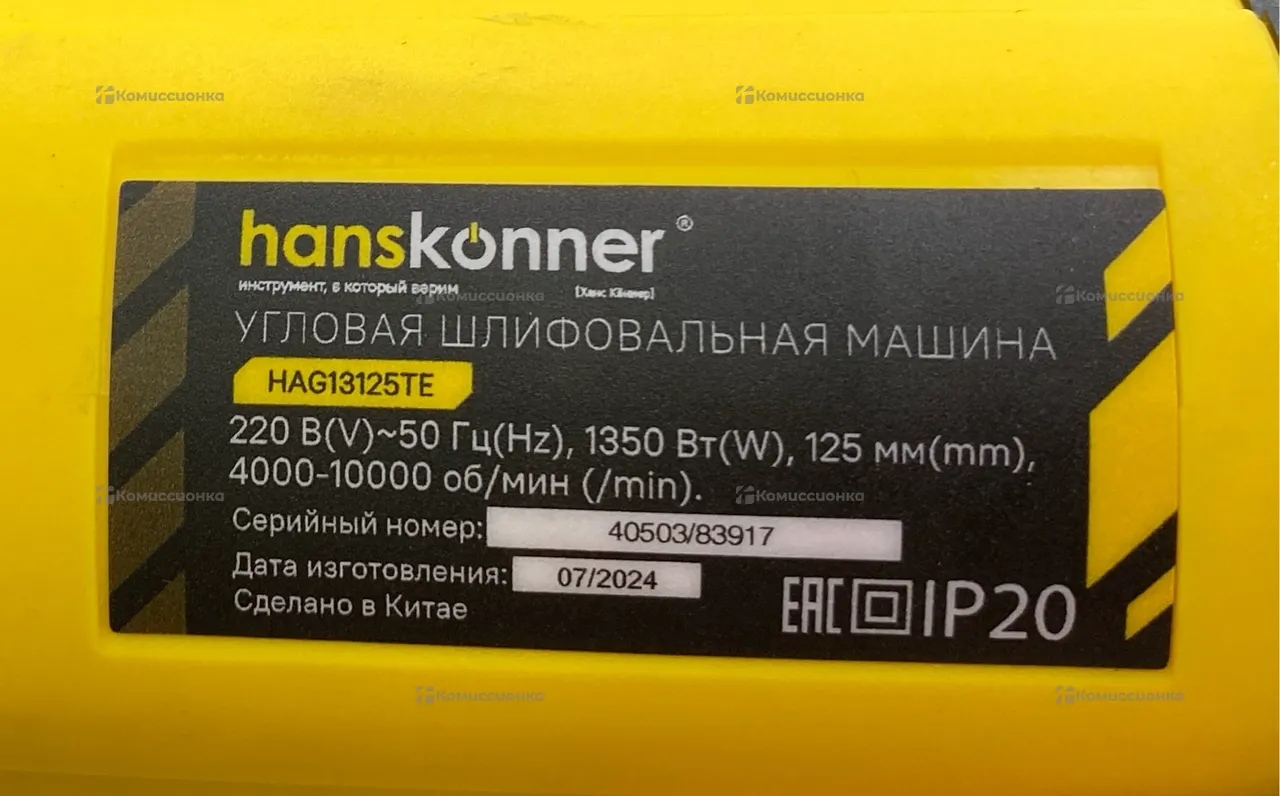 hanskönner ®
инструмент, в который верим [Ханс Кённер]
УГЛОВАЯ ШЛИФОВАЛЬНАЯ МАШИНА
HAG13125TE
220 В(V)~50 Гц(Hz), 1350 Вт(W), 125 мм(mm),
4000-10000 об/мин (/min).
Серийный номер: 40503/83917
Дата изготовления: 07/2024
Сделано в Китае
EAC IP20
Комиссионка
Комиссионка
Комиссионка
Комиссионка
Комиссионка
Комиссионка
Комиссионка
Комиссионка